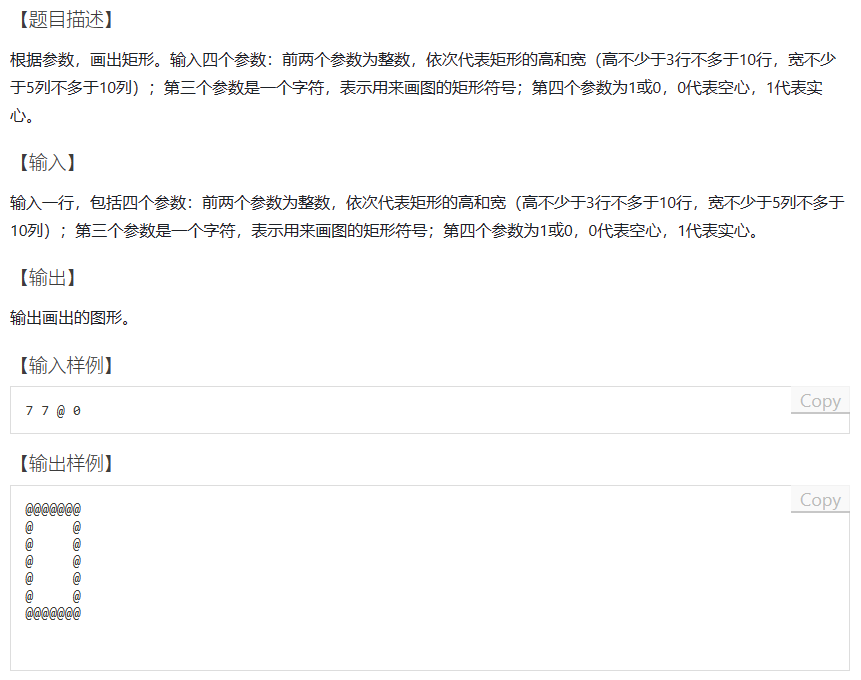 【题目描述】
根据参数，画出矩形。输入四个参数：前两个参数为整数，依次代表矩形的高和宽（高不少于3行不多于10行，宽不少
于5列不多于10列）；第三个参数是一个字符，表示用来画图的矩形符号；第四个参数为1或0，0代表空心，1代表实
心。
【输入】
输入一行，包括四个参数：前两个参数为整数，依次代表矩形的高和宽（高不少于3行不多于10行，宽不少于5列不多于
10列）；第三个参数是一个字符，表示用来画图的矩形符号；第四个参数为1或0，0代表空心，1代表实心。
【输出】
输出画出的图形。
【输入样例】
Copy
7 7 @ 0
【输出样例】
Copy
@@@@@@@
@     @
@     @
@     @
@     @
@     @
@@@@@@@